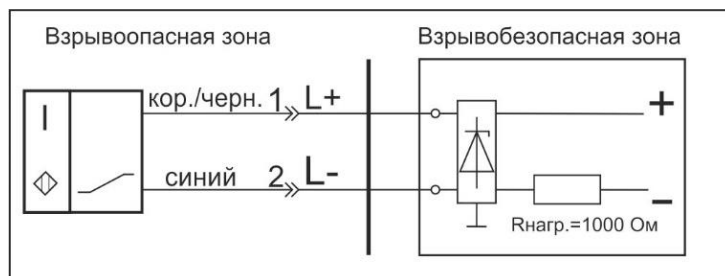 Взрывоопасная зона
Взрывобезопасная зона
I
кор./черн. 1 L+
+
синий 2 L-
−
Rнагр.=1000 Ом